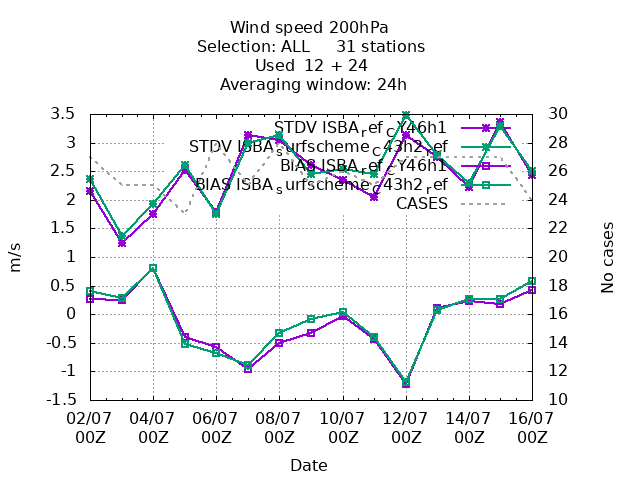 Wind speed 200hPa
Selection: ALL 31 stations
Used 12 + 24
Averaging window: 24h
3.5
3
2.5
2
1.5
1
0.5
0
-0.5
-1
-1.5
m/s
STDV ISBA_ref_CY46h1
STDV ISBA_surfscheme_C43h2_ref
BIAS ISBA_ref_CY46h1
BIAS ISBA_surfscheme_C43h2_ref
CASES
30
28
26
24
22
20
18
16
14
12
10
No cases
02/07 04/07 06/07 08/07 10/07 12/07 14/07 16/07
00Z 00Z 00Z 00Z 00Z 00Z 00Z 00Z
Date